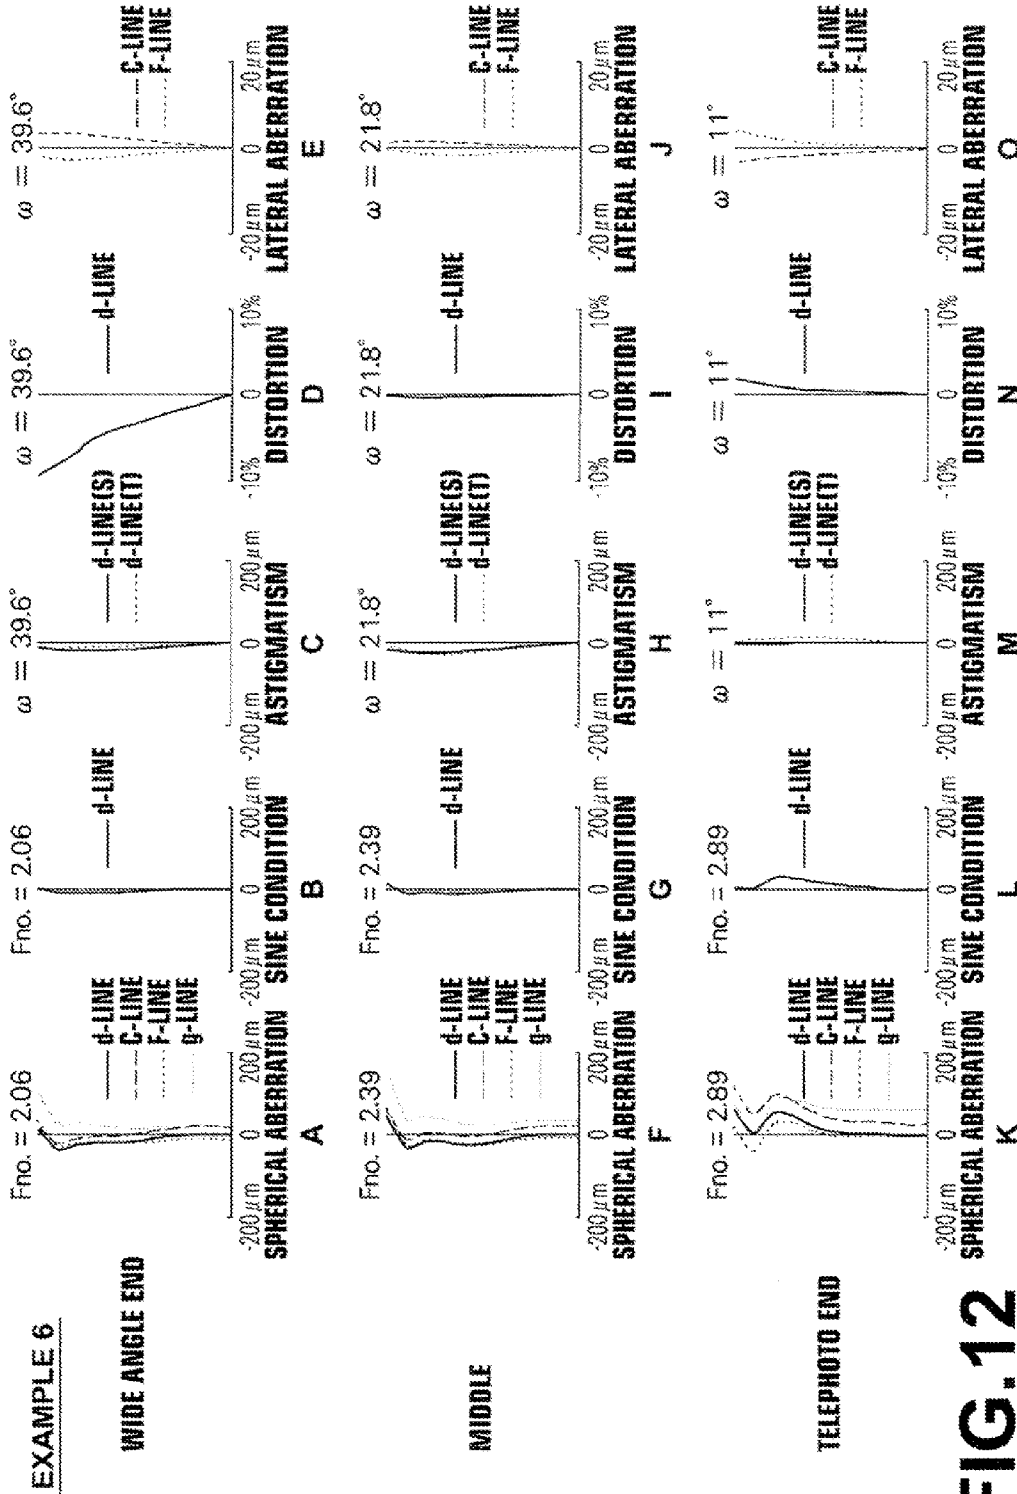 EXAMPLE 6
WIDE ANGLE END
Fno. = 2.06
d-LINE
C-LINE
F-LINE
g-LINE
-200μm 0 200μm
SPHERICAL ABERRATION
A
Fno. = 2.06
d-LINE
-200μm 0 200μm
SINE CONDITION
B
ω = 39.6°
d-LINE(S)
d-LINE(T)
-200μm 0 200μm
ASTIGMATISM
C
ω = 39.6°
d-LINE
-10% 0 10%
DISTORTION
D
ω = 39.6°
C-LINE
F-LINE
-20μm 0 20μm
LATERAL ABERRATION
E
MIDDLE
Fno. = 2.39
d-LINE
C-LINE
F-LINE
g-LINE
-200μm 0 200μm
SPHERICAL ABERRATION
F
Fno. = 2.39
d-LINE
-200μm 0 200μm
SINE CONDITION
G
ω = 21.8°
d-LINE(S)
d-LINE(T)
-200μm 0 200μm
ASTIGMATISM
H
ω = 21.8°
d-LINE
-10% 0 10%
DISTORTION
I
ω = 21.8°
C-LINE
F-LINE
-20μm 0 20μm
LATERAL ABERRATION
J
TELEPHOTO END
Fno. = 2.89
d-LINE
C-LINE
F-LINE
g-LINE
-200μm 0 200μm
SPHERICAL ABERRATION
K
Fno. = 2.89
d-LINE
-200μm 0 200μm
SINE CONDITION
L
ω = 11°
d-LINE(S)
d-LINE(T)
-200μm 0 200μm
ASTIGMATISM
M
ω = 11°
d-LINE
-10% 0 10%
DISTORTION
N
ω = 11°
C-LINE
F-LINE
-20μm 0 20μm
LATERAL ABERRATION
O
FIG.12